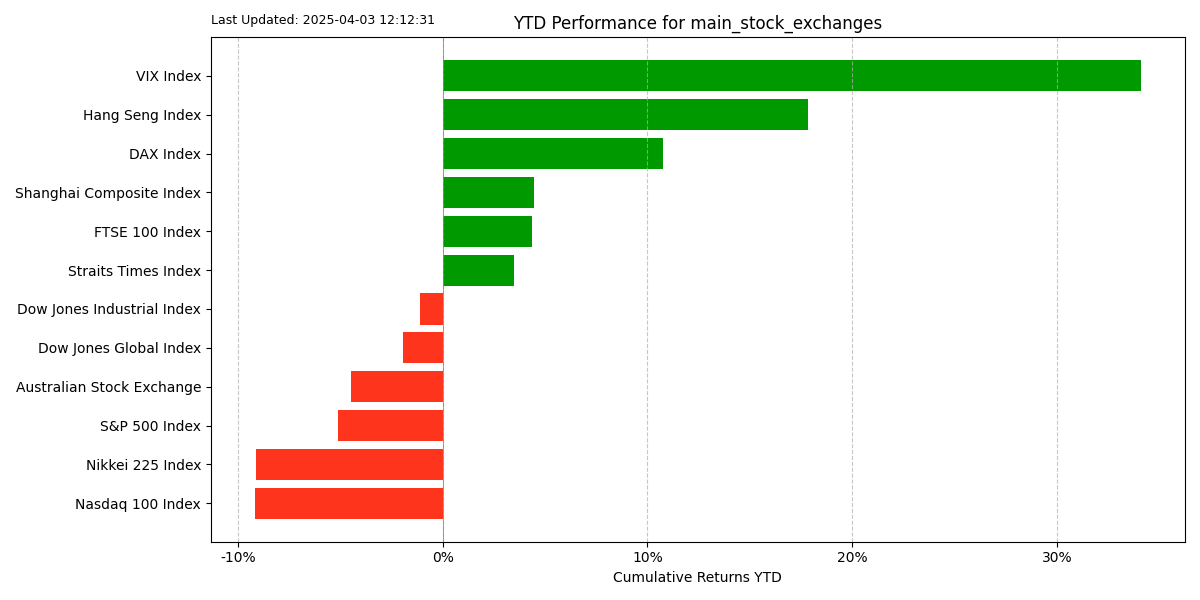 Last Updated: 2025-04-03 12:12:31
YTD Performance for main_stock_exchanges
VIX Index
Hang Seng Index
DAX Index
Shanghai Composite Index
FTSE 100 Index
Straits Times Index
Dow Jones Industrial Index
Dow Jones Global Index
Australian Stock Exchange
S&P 500 Index
Nikkei 225 Index
Nasdaq 100 Index
-10% 0% 10% 20% 30%
Cumulative Returns YTD